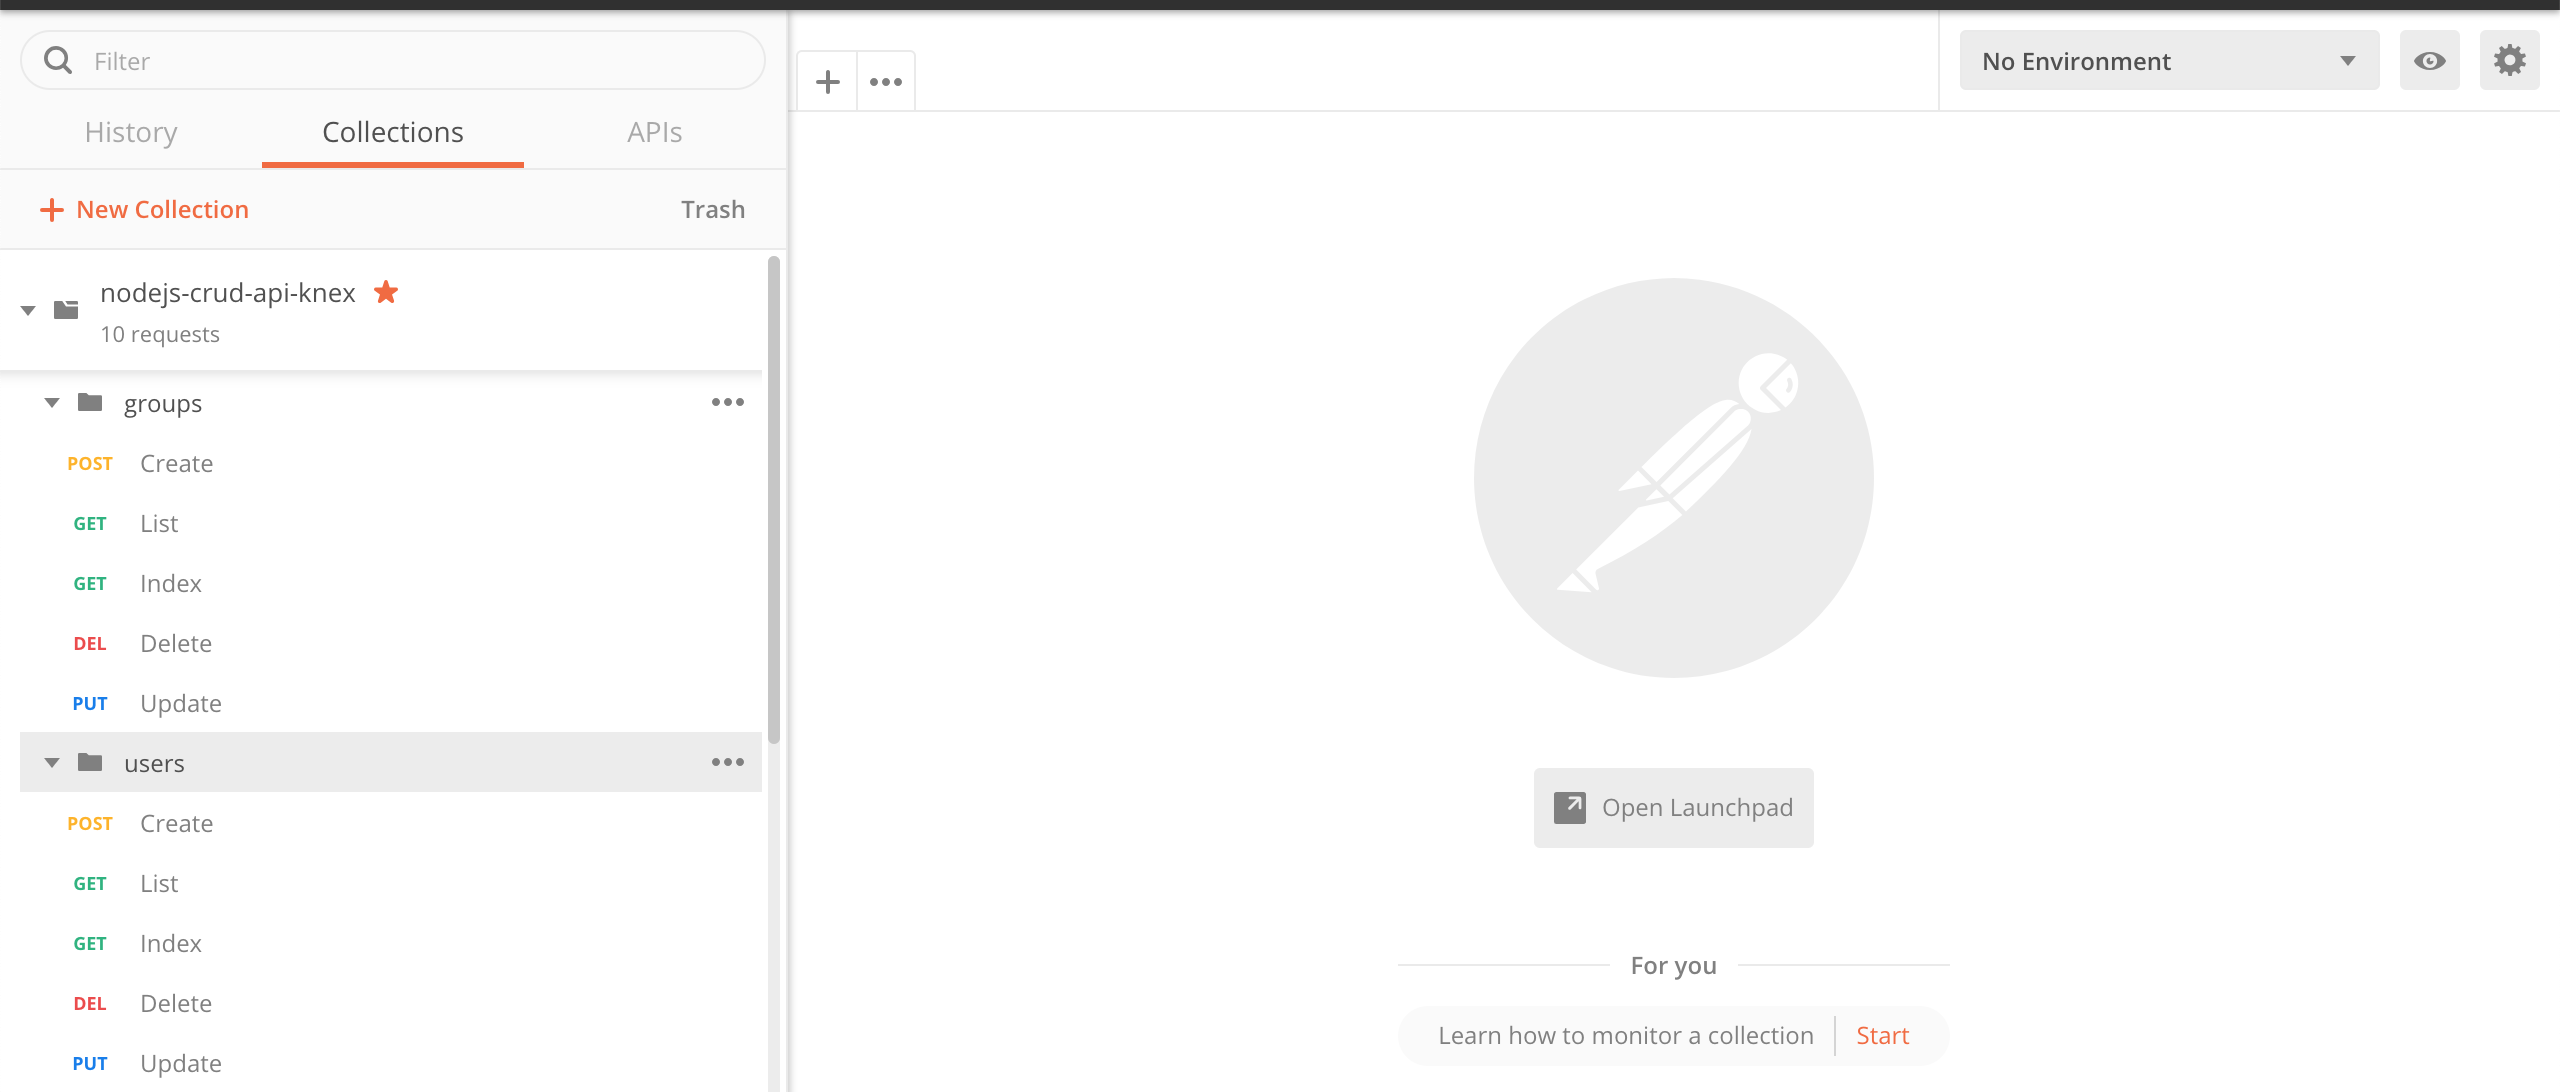 Filter
History Collections APIs
New Collection Trash
nodejs-crud-api-knex
10 requests
groups
POST Create
GET List
GET Index
DEL Delete
PUT Update
users
POST Create
GET List
GET Index
DEL Delete
PUT Update
No Environment
Open Launchpad
For you
Learn how to monitor a collection Start